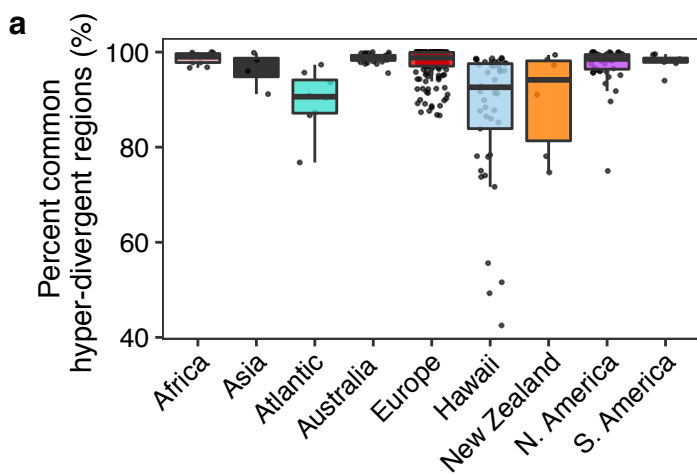 a
Percent common
hyper-divergent regions (%)
100
80
60
40
Africa
Asia
Atlantic
Australia
Europe
Hawaii
New Zealand
N. America
S. America